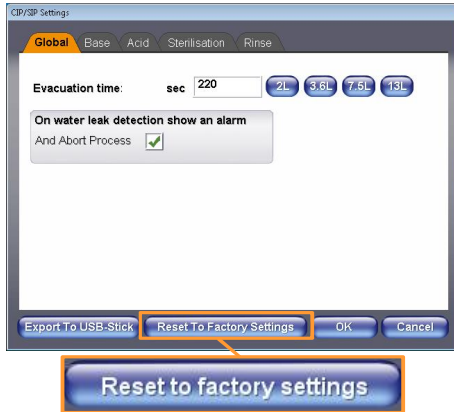 CIP/SIP Settings
Global Base Acid Sterilisation Rinse
Evacuation time: sec 220 2L 3.6L 7.5L 13L
On water leak detection show an alarm
And Abort Process
Export To USB-Stick Reset To Factory Settings OK Cancel
Reset to factory settings